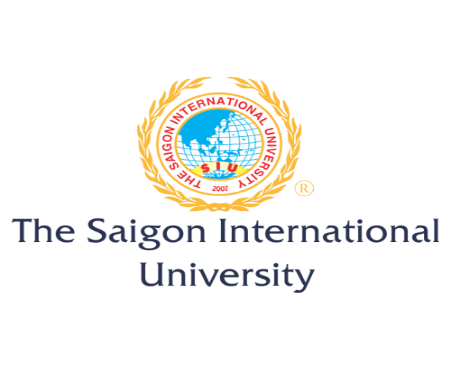 THE SAIGON INTERNATIONAL UNIVERSITY
SIU
2007
®
The Saigon International
University